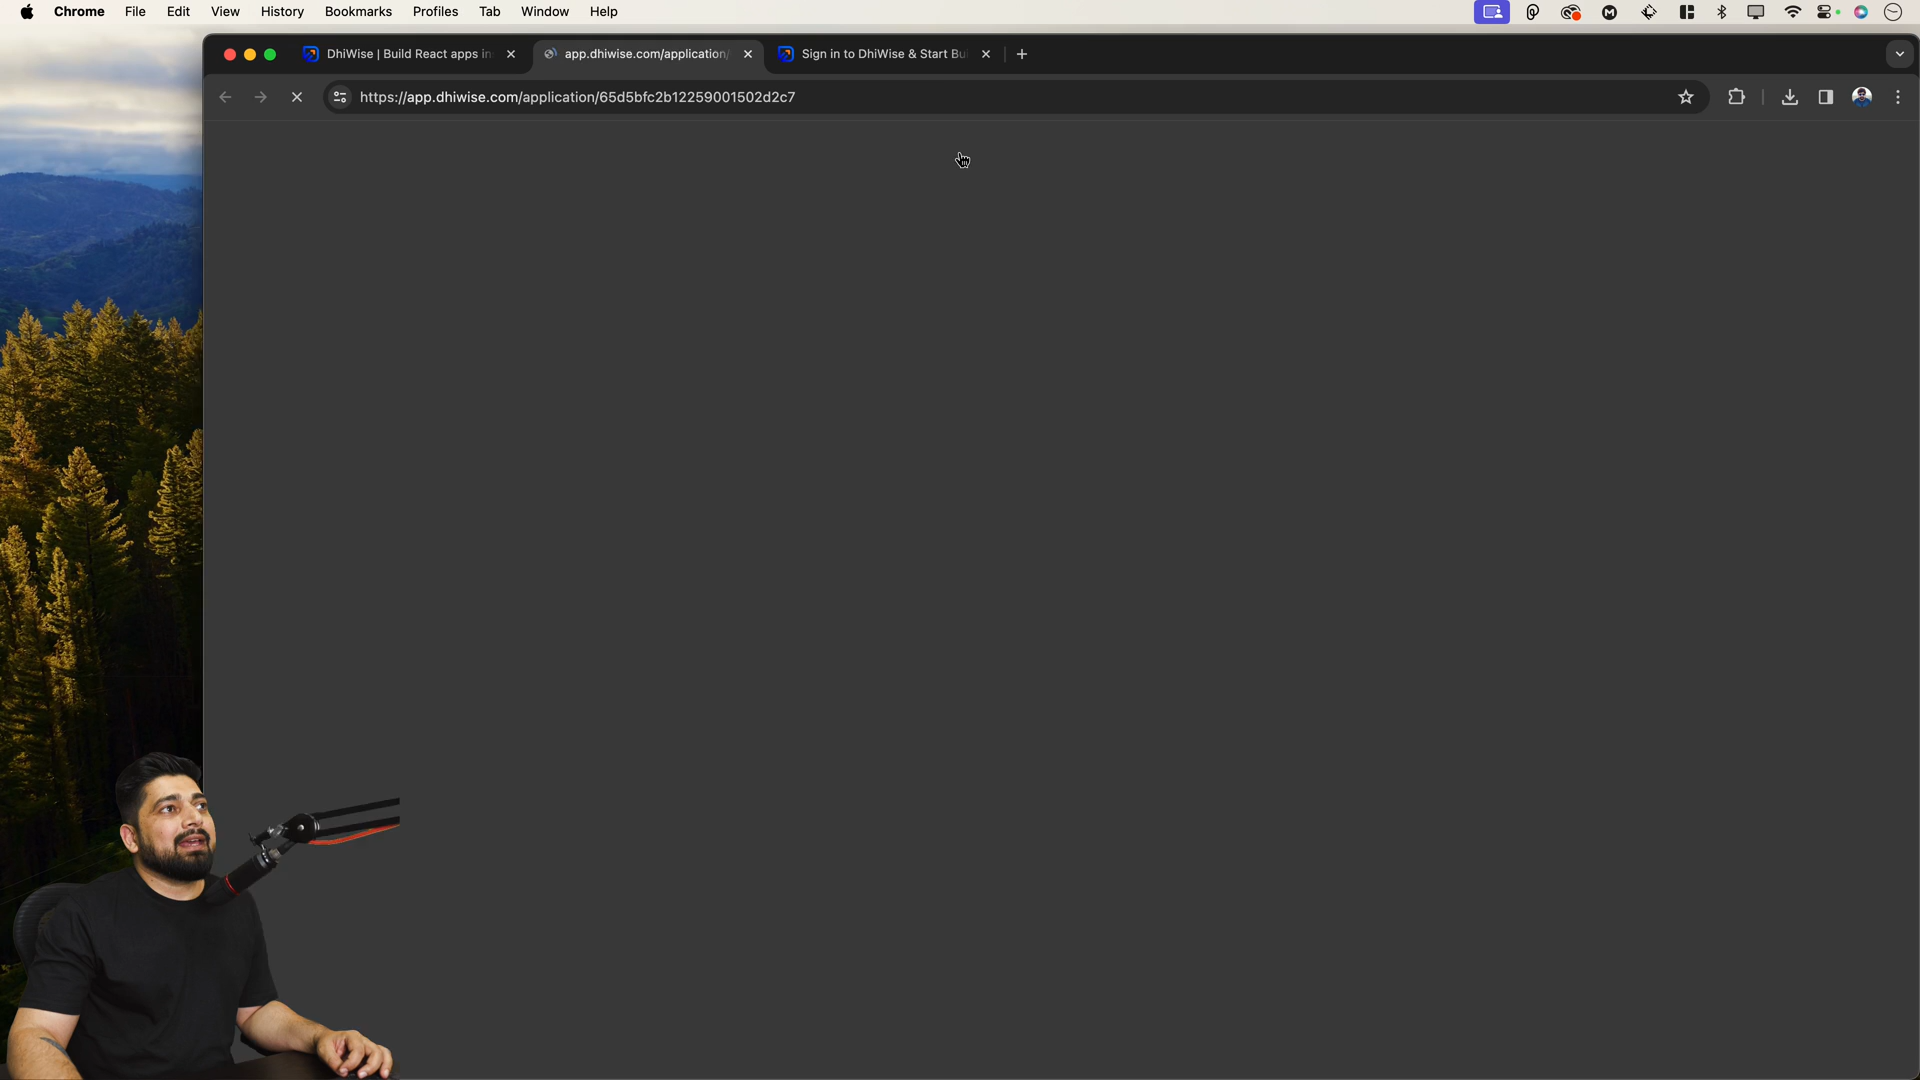 Chrome File Edit View History Bookmarks Profiles Tab Window Help
DhiWise | Build React apps in
app.dhiwise.com/application/
Sign in to DhiWise & Start Bui
https://app.dhiwise.com/application/65d5bfc2b12259001502d2c7